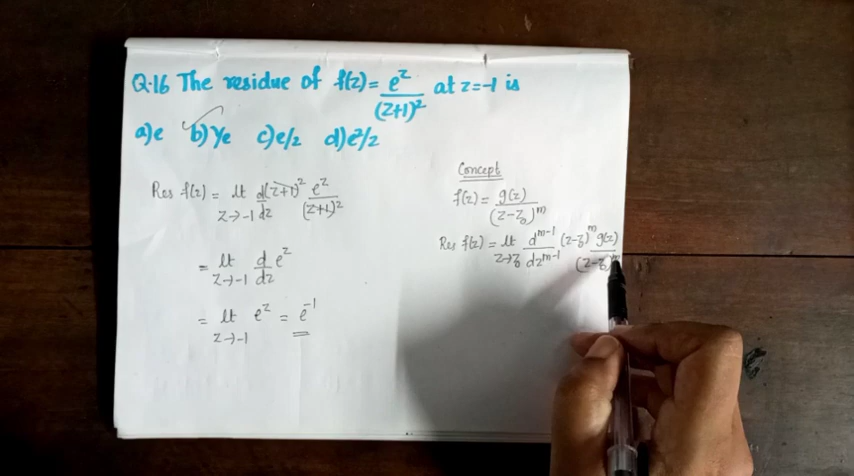 Q.16 The residue of f(z) = e^z/(z+1)^2 at z=-1 is
a) e b) 1/e c) e/2 d) e^2/2
Res f(z) = lt z→-1 d/dz (z+1)^2 e^z/(z+1)^2
= lt z→-1 d/dz e^z
= lt z→-1 e^z = e^-1
Concept
f(z) = g(z)/(z-z0)^m
Res f(z) = lt z→z0 d^m-1/dz^m-1 (z-z0)^m g(z)/(z-z0)^m